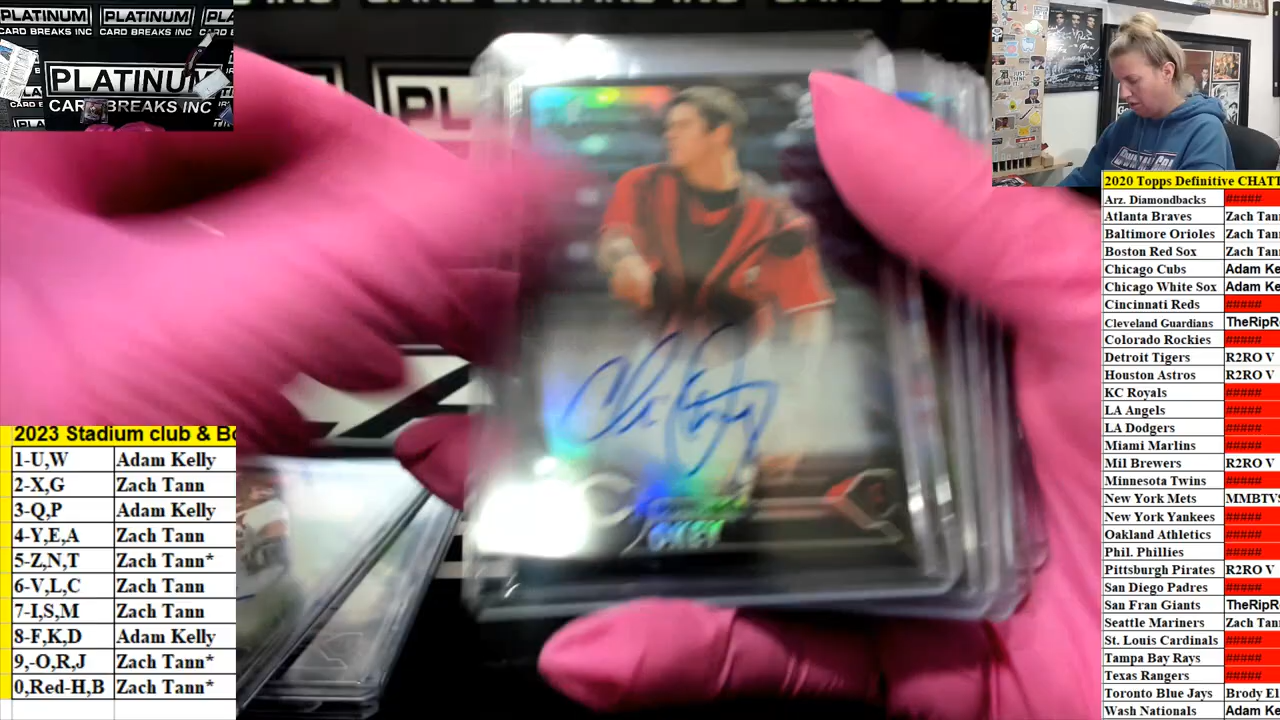 PLATINUM
PLATINUM
CARD BREAKS INC
CARD BREAKS INC
PLATINUM
CARD BREAKS INC
2020 Topps Definitive CHATT
Arz. Diamondbacks #####
Atlanta Braves Zach Tann
Baltimore Orioles Zach Tann
Boston Red Sox Zach Tann
Chicago Cubs Adam Ke
Chicago White Sox Adam Ke
Cincinnati Reds #####
Cleveland Guardians TheRipR
Colorado Rockies #####
Detroit Tigers R2RO V
Houston Astros R2RO V
KC Royals #####
LA Angels #####
LA Dodgers #####
Miami Marlins #####
Mil Brewers R2RO V
Minnesota Twins #####
New York Mets MMBTVS
New York Yankees #####
Oakland Athletics #####
Phil. Phillies #####
Pittsburgh Pirates R2RO V
San Diego Padres #####
San Fran Giants TheRipR
Seattle Mariners Zach Tann
St. Louis Cardinals #####
Tampa Bay Rays #####
Texas Rangers #####
Toronto Blue Jays Brody El
Wash Nationals Adam Ke
2023 Stadium club & Bo
1-U,W Adam Kelly
2-X,G Zach Tann
3-Q,P Adam Kelly
4-Y,E,A Zach Tann
5-Z,N,T Zach Tann*
6-V,L,C Zach Tann
7-I,S,M Zach Tann
8-F,K,D Adam Kelly
9,-O,R,J Zach Tann*
0,Red-H,B Zach Tann*